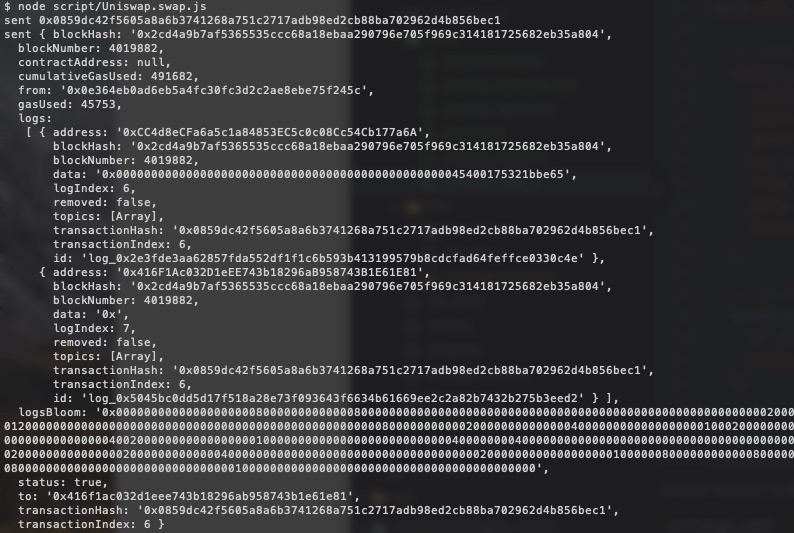 $ node script/Uniswap.swap.js
sent 0x0859dc42f5605a8a6b3741268a751c2717adb98ed2cb88ba702962d4b856bec1
sent { blockHash: '0x2cd4a9b7af5365535ccc68a18ebaa290796e705f969c314181725682eb35a804',
blockNumber: 4019882,
contractAddress: null,
cumulativeGasUsed: 491682,
from: '0x0e364eb0ad6eb5a4fc30fc3d2c2ae8ebe75f245c',
gasUsed: 45753,
logs:
[ { address: '0xCC4d8eCFa6a5c1a84853EC5c0c08Cc54Cb177a6A',
blockHash: '0x2cd4a9b7af5365535ccc68a18ebaa290796e705f969c314181725682eb35a804',
blockNumber: 4019882,
data: '0x00000000000000000000000000000000000000000000000045400175321bbe65',
logIndex: 6,
removed: false,
topics: [Array],
transactionHash: '0x0859dc42f5605a8a6b3741268a751c2717adb98ed2cb88ba702962d4b856bec1',
transactionIndex: 6,
id: 'log_0x2e3fde3aa62857fda552df1f1c6b593b413199579b8cdcfad64feffce0330c4e' },
{ address: '0x416F1Ac032D1eEE743b18296aB958743B1E61E81',
blockHash: '0x2cd4a9b7af5365535ccc68a18ebaa290796e705f969c314181725682eb35a804',
blockNumber: 4019882,
data: '0x',
logIndex: 7,
removed: false,
topics: [Array],
transactionHash: '0x0859dc42f5605a8a6b3741268a751c2717adb98ed2cb88ba702962d4b856bec1',
transactionIndex: 6,
id: 'log_0x5045bc0dd5d17f518a28e73f093643f6634b61669ee2c2a82b7432b275b3eed2' } ],
logsBloom:
status: true,
to: '0x416f1ac032d1eee743b18296ab958743b1e61e81',
transactionHash: '0x0859dc42f5605a8a6b3741268a751c2717adb98ed2cb88ba702962d4b856bec1',
transactionIndex: 6 }